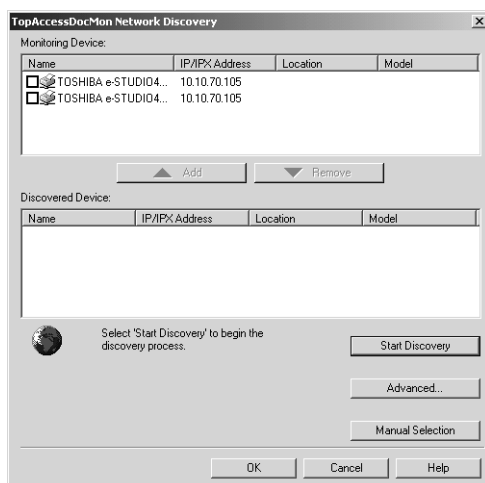 TopAccessDocMon Network Discovery
Monitoring Device:
Name IP/IPX Address Location Model
TOSHIBA e-STUDIO4... 10.10.70.105
TOSHIBA e-STUDIO4... 10.10.70.105
Add Remove
Discovered Device:
Name IP/IPX Address Location Model
Select 'Start Discovery' to begin the
discovery process.
Start Discovery
Advanced...
Manual Selection
OK Cancel Help